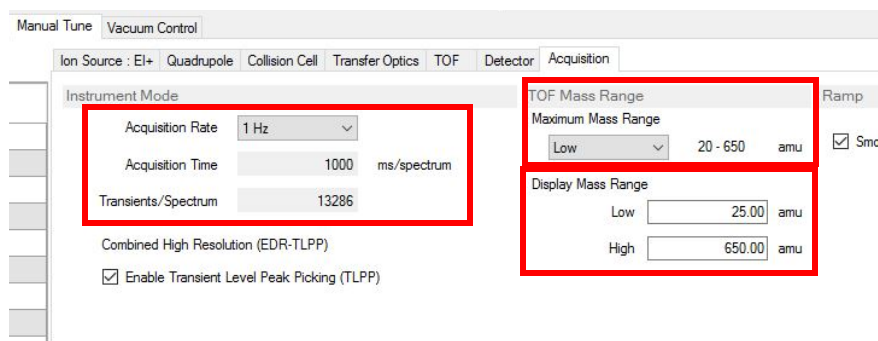 Manual Tune Vacuum Control
Ion Source : EI+ Quadrupole Collision Cell Transfer Optics TOF Detector Acquisition
Instrument Mode TOF Mass Range Ramp
Acquisition Rate 1 Hz Maximum Mass Range
Low 20 - 650 amu Smo
Acquisition Time 1000 ms/spectrum
Display Mass Range
Transients/Spectrum 13286 Low 25.00 amu
Combined High Resolution (EDR-TLPP) High 650.00 amu
Enable Transient Level Peak Picking (TLPP)